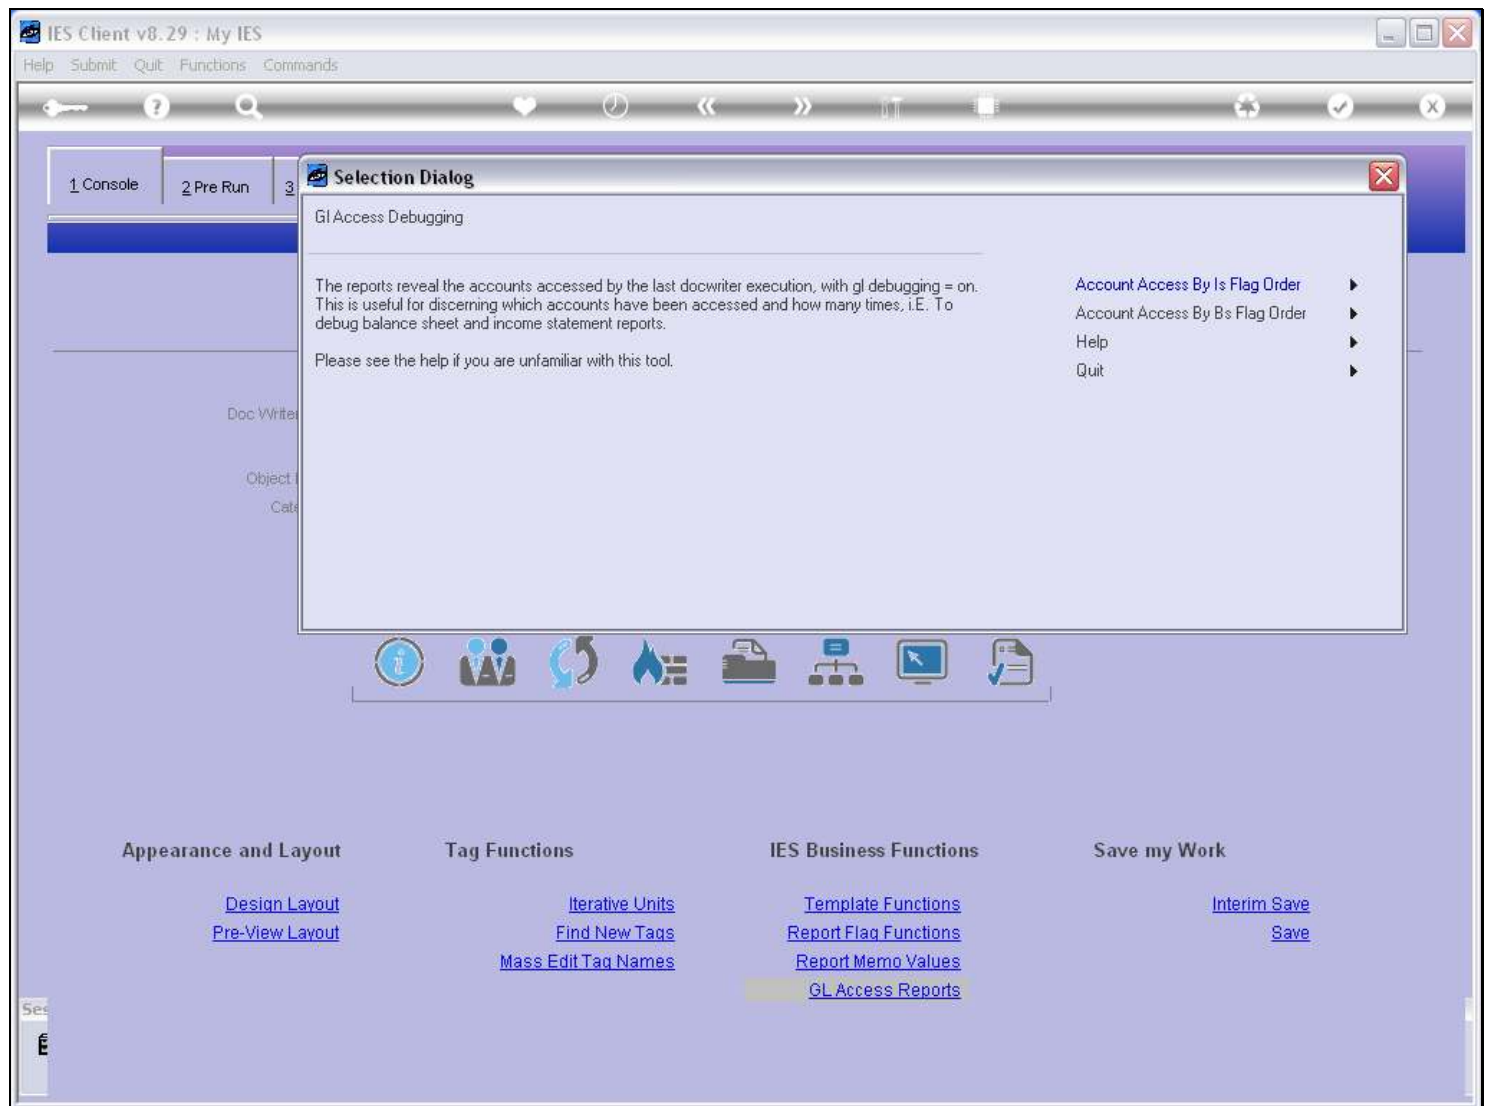 IES Client v8.29 : My IES
Help Submit Quit Functions Commands
1 Console
2 Pre Run
3
Selection Dialog
Gl Access Debugging
The reports reveal the accounts accessed by the last docwriter execution, with gl debugging = on.
This is useful for discerning which accounts have been accessed and how many times, i.E. To
debug balance sheet and income statement reports.
Please see the help if you are unfamiliar with this tool.
Account Access By Is Flag Order
Account Access By Bs Flag Order
Help
Quit
Doc Writer
Object
Cate
Appearance and Layout
Design Layout
Pre-View Layout
Tag Functions
Iterative Units
Find New Tags
Mass Edit Tag Names
IES Business Functions
Template Functions
Report Flag Functions
Report Memo Values
GL Access Reports
Save my Work
Interim Save
Save
Ses